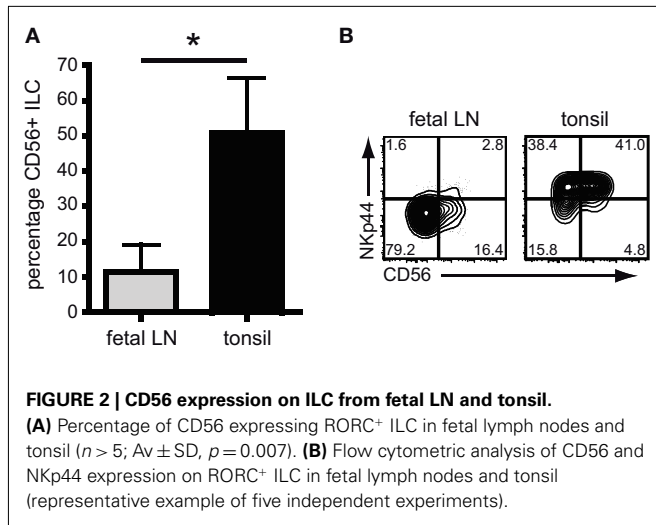 A
*
percentage CD56+ ILC
70
60
50
40
30
20
10
0
fetal LN
tonsil
B
fetal LN
tonsil
1.6
2.8
79.2
16.4
38.4
41.0
15.8
4.8
NKp44
CD56
FIGURE 2 | CD56 expression on ILC from fetal LN and tonsil.
(A) Percentage of CD56 expressing RORC⁺ ILC in fetal lymph nodes and
tonsil (n > 5; Av ± SD, p = 0.007). (B) Flow cytometric analysis of CD56 and
NKp44 expression on RORC⁺ ILC in fetal lymph nodes and tonsil
(representative example of five independent experiments).